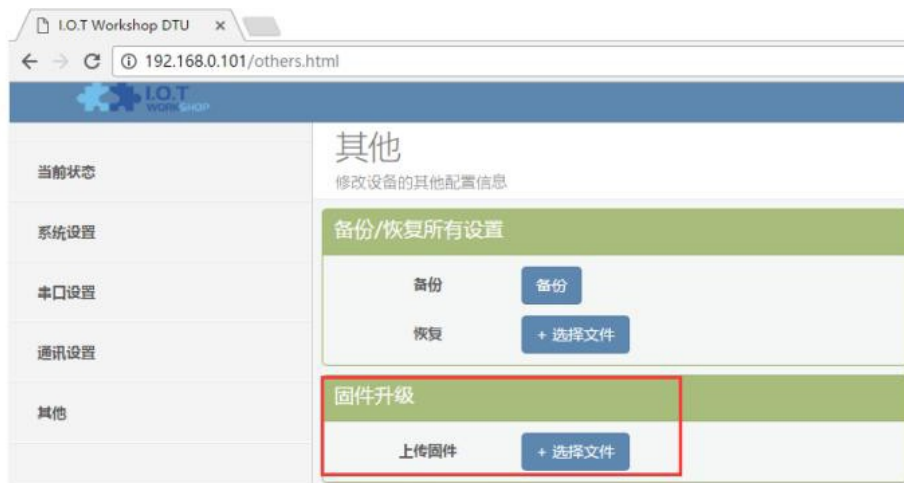 I.O.T Workshop DTU
192.168.0.101/others.html
I.O.T
WORKSHOP
当前状态
系统设置
串口设置
通讯设置
其他
其他
修改设备的其他配置信息
备份/恢复所有设置
备份 备份
恢复 + 选择文件
固件升级
上传固件 + 选择文件